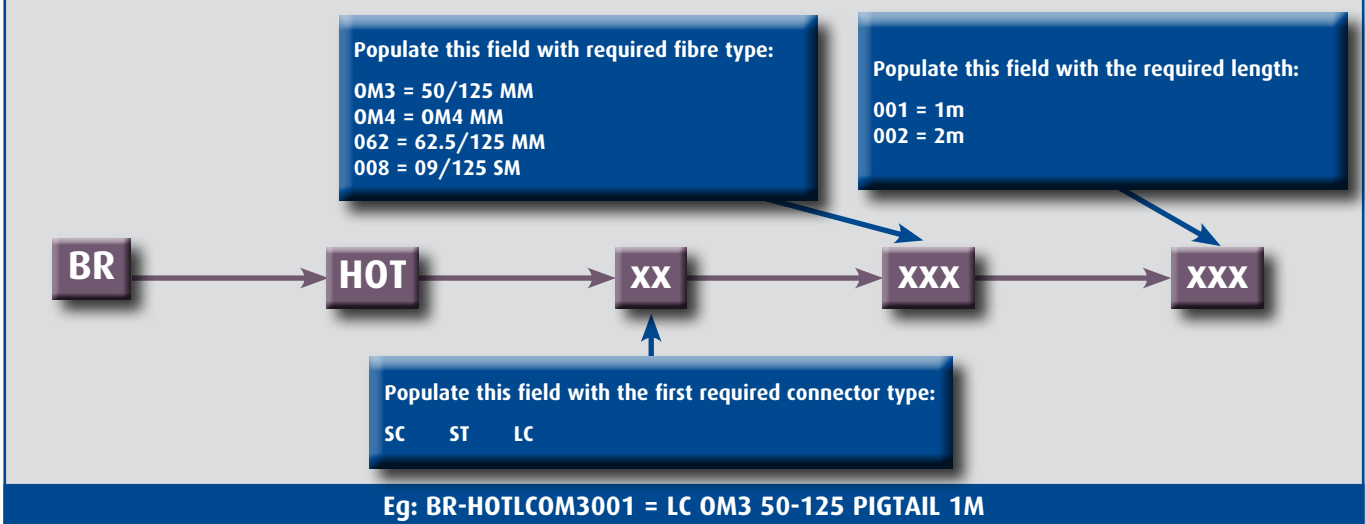 Populate this field with required fibre type:
OM3 = 50/125 MM
OM4 = OM4 MM
062 = 62.5/125 MM
008 = 09/125 SM
Populate this field with the required length:
001 = 1m
002 = 2m
BR
HOT
XX
XXX
XXX
Populate this field with the first required connector type:
SC ST LC
Eg: BR-HOTLCOM3001 = LC OM3 50-125 PIGTAIL 1M